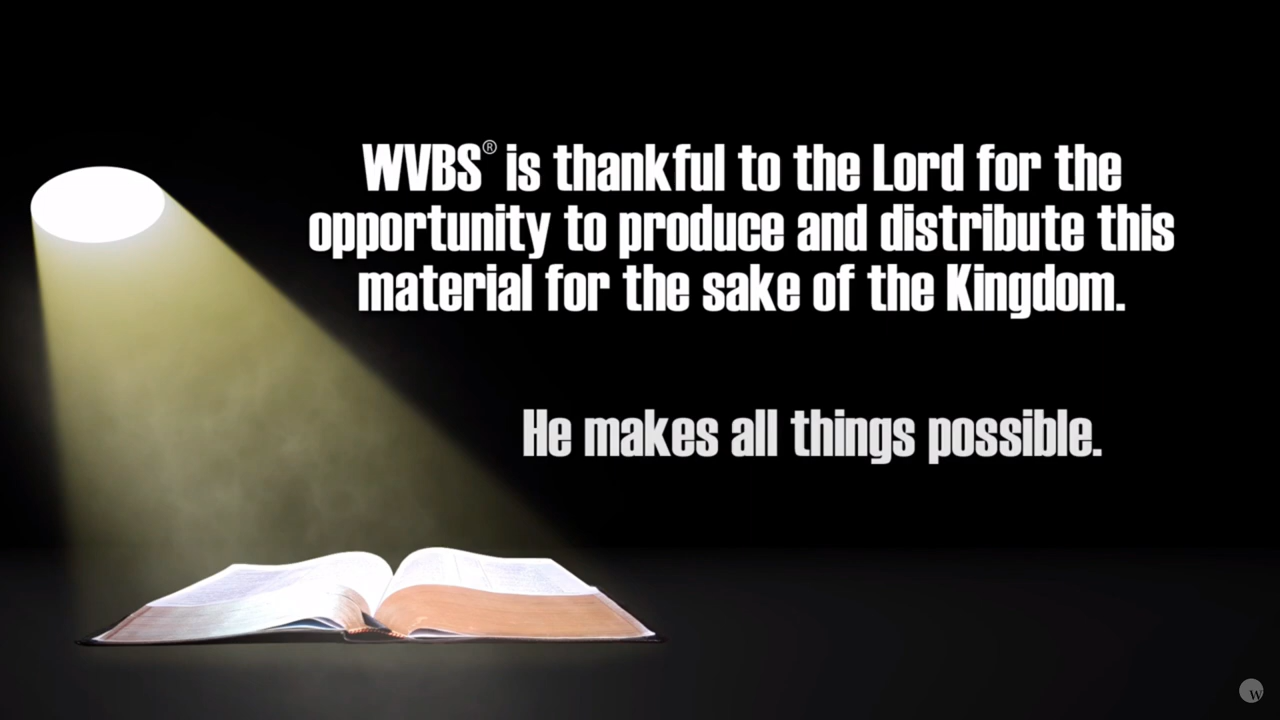 WVBS® is thankful to the Lord for the
opportunity to produce and distribute this
material for the sake of the Kingdom.
He makes all things possible.
W